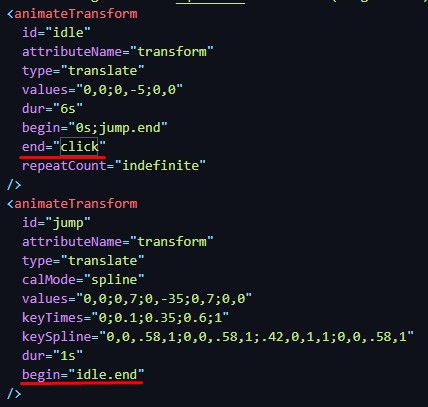 <animateTransform
id="idle"
attributeName="transform"
type="translate"
values="0,0;0,-5;0,0"
dur="6s"
begin="0s;jump.end"
end="click"
repeatCount="indefinite"
/>
<animateTransform
id="jump"
attributeName="transform"
type="translate"
calMode="spline"
values="0,0;0,7;0,-35;0,7;0,0"
keyTimes="0;0.1;0.35;0.6;1"
keySpline="0,0,.58,1;0,0,.58,1;.42,0,1,1;0,0,.58,1"
dur="1s"
begin="idle.end"
/>